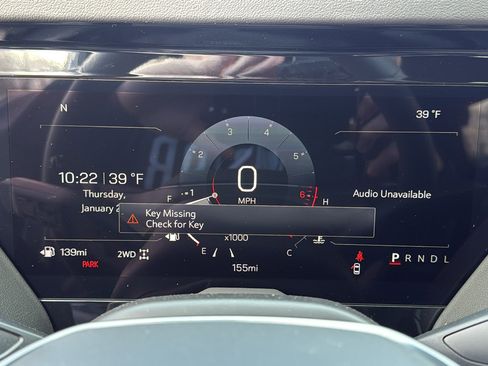 N
39 °F
3 4
2 5
10:22 | 39 °F
0
Thursday,
January
F 1 6 H
MPH
Audio Unavailable
Key Missing
Check for Key
x1000
139mi
2WD
E C
P R N D L
PARK
155mi